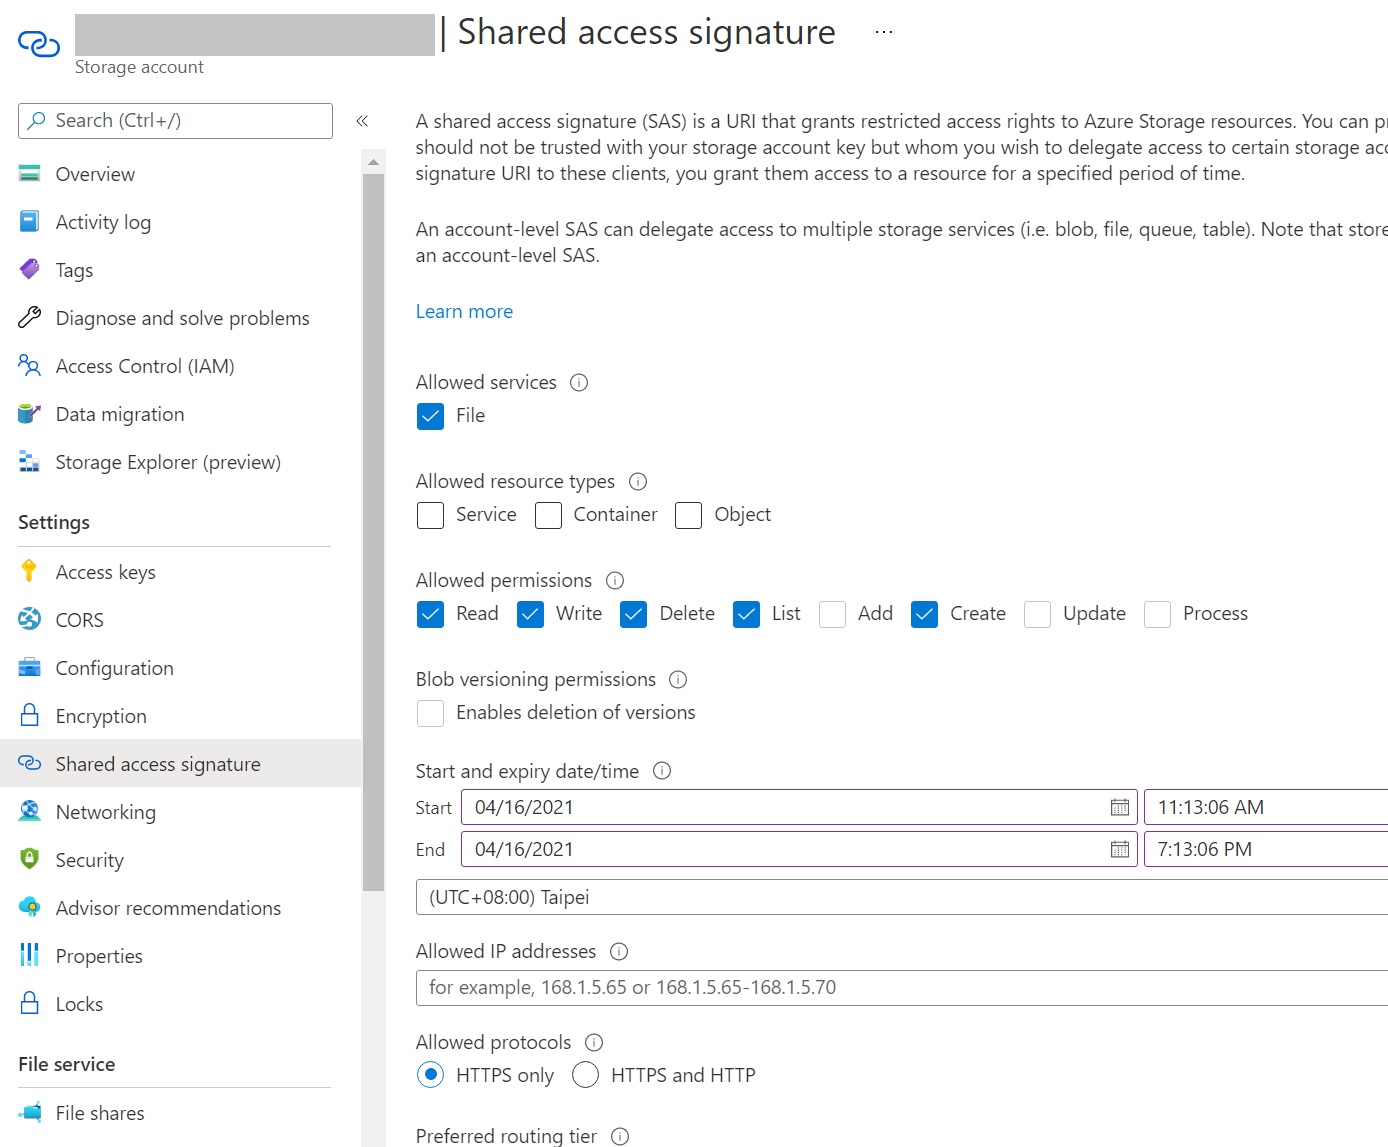 | Shared access signature ...
Storage account
Search (Ctrl+/)
«
Overview
Activity log
Tags
Diagnose and solve problems
Access Control (IAM)
Data migration
Storage Explorer (preview)
Settings
Access keys
CORS
Configuration
Encryption
Shared access signature
Networking
Security
Advisor recommendations
Properties
Locks
File service
File shares
A shared access signature (SAS) is a URI that grants restricted access rights to Azure Storage resources. You can pr
should not be trusted with your storage account key but whom you wish to delegate access to certain storage acc
signature URI to these clients, you grant them access to a resource for a specified period of time.
An account-level SAS can delegate access to multiple storage services (i.e. blob, file, queue, table). Note that store
an account-level SAS.
Learn more
Allowed services
File
Allowed resource types
Service Container Object
Allowed permissions
Read Write Delete List Add Create Update Process
Blob versioning permissions
Enables deletion of versions
Start and expiry date/time
Start 04/16/2021 11:13:06 AM
End 04/16/2021 7:13:06 PM
(UTC+08:00) Taipei
Allowed IP addresses
for example, 168.1.5.65 or 168.1.5.65-168.1.5.70
Allowed protocols
HTTPS only HTTPS and HTTP
Preferred routing tier